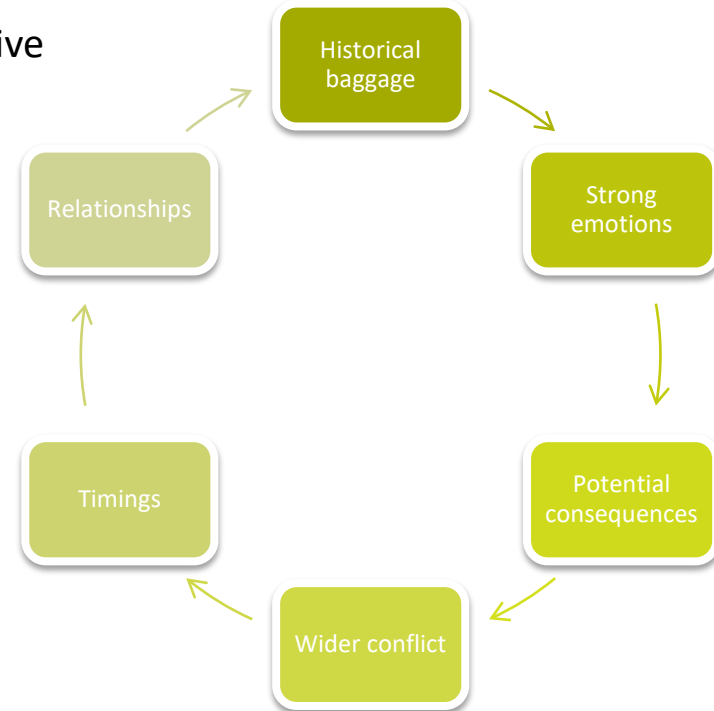 ive
Historical
baggage
Strong
emotions
Potential
consequences
Wider conflict
Timings
Relationships